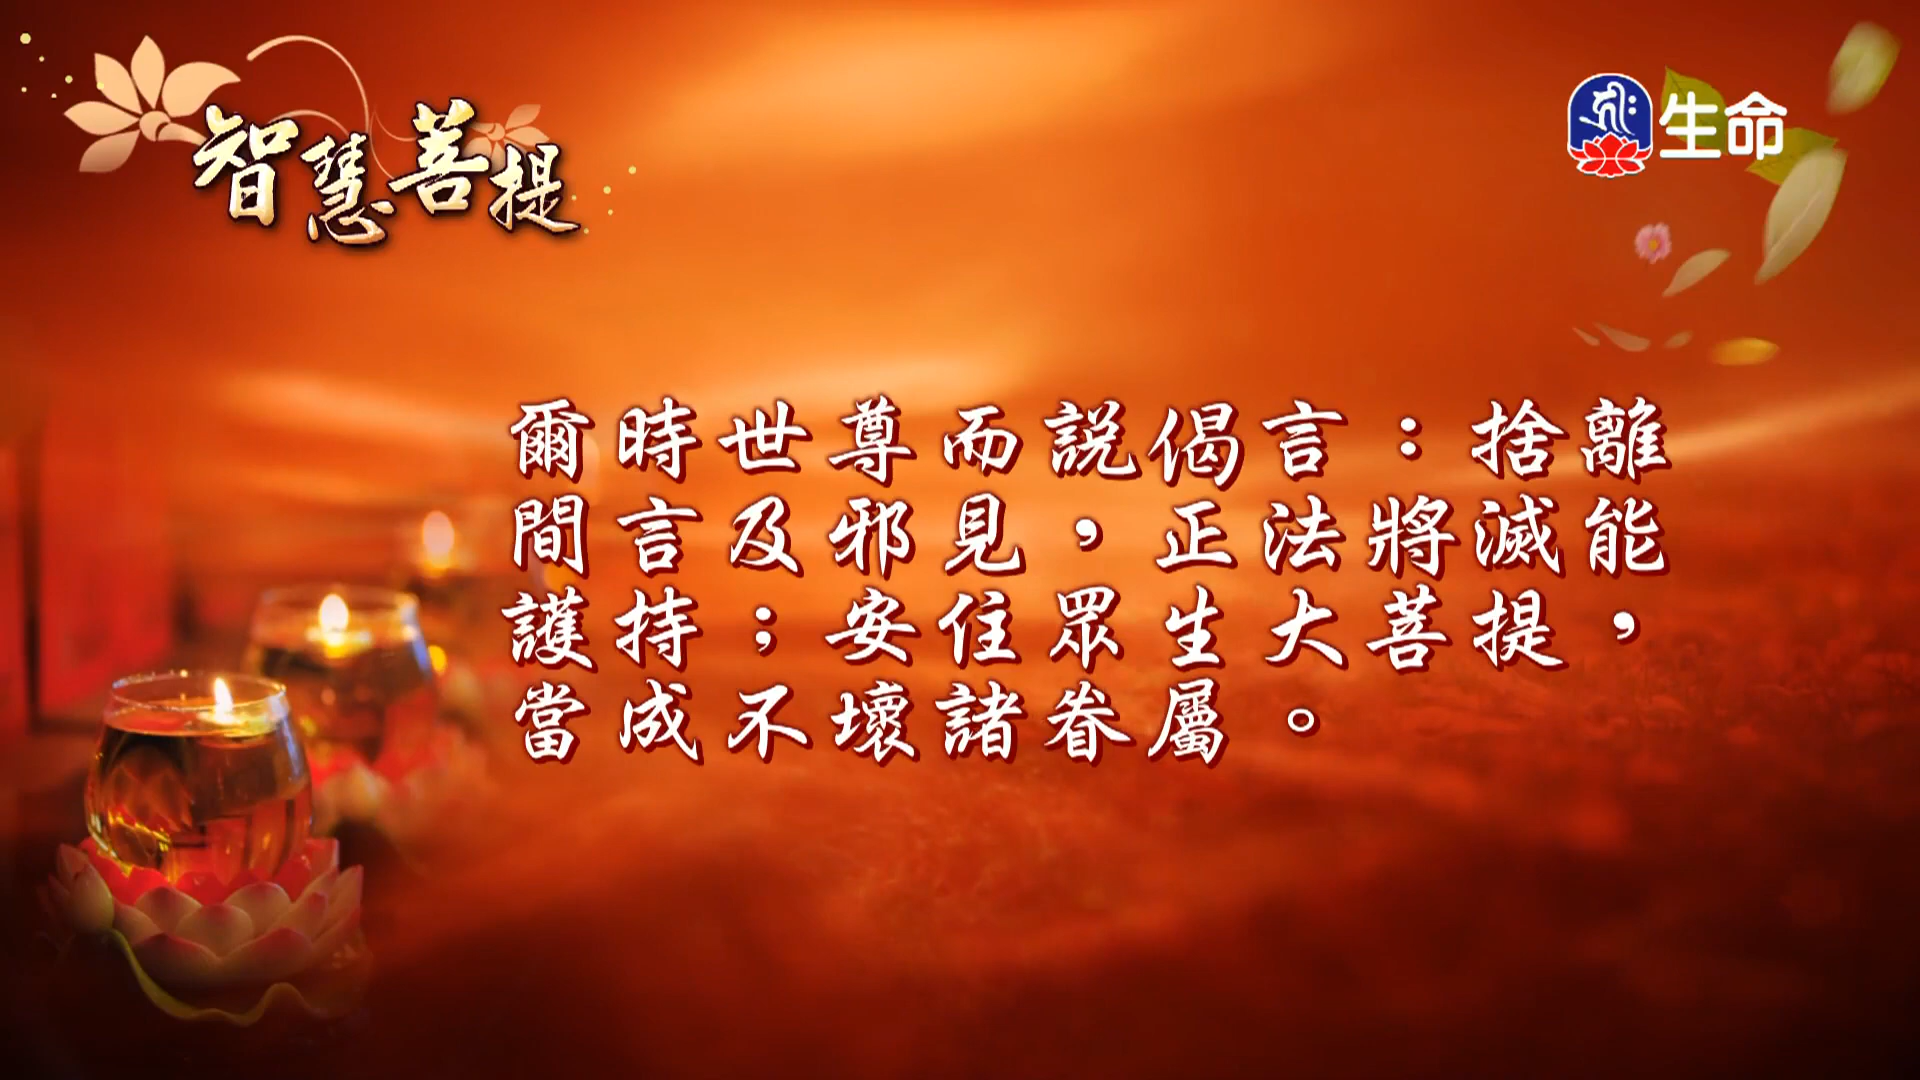 智慧菩提
生命
爾時世尊而説偈言：捨離
間言及邪見，正法將滅能
護持；安住眾生大菩提，
當成不壞諸眷屬。